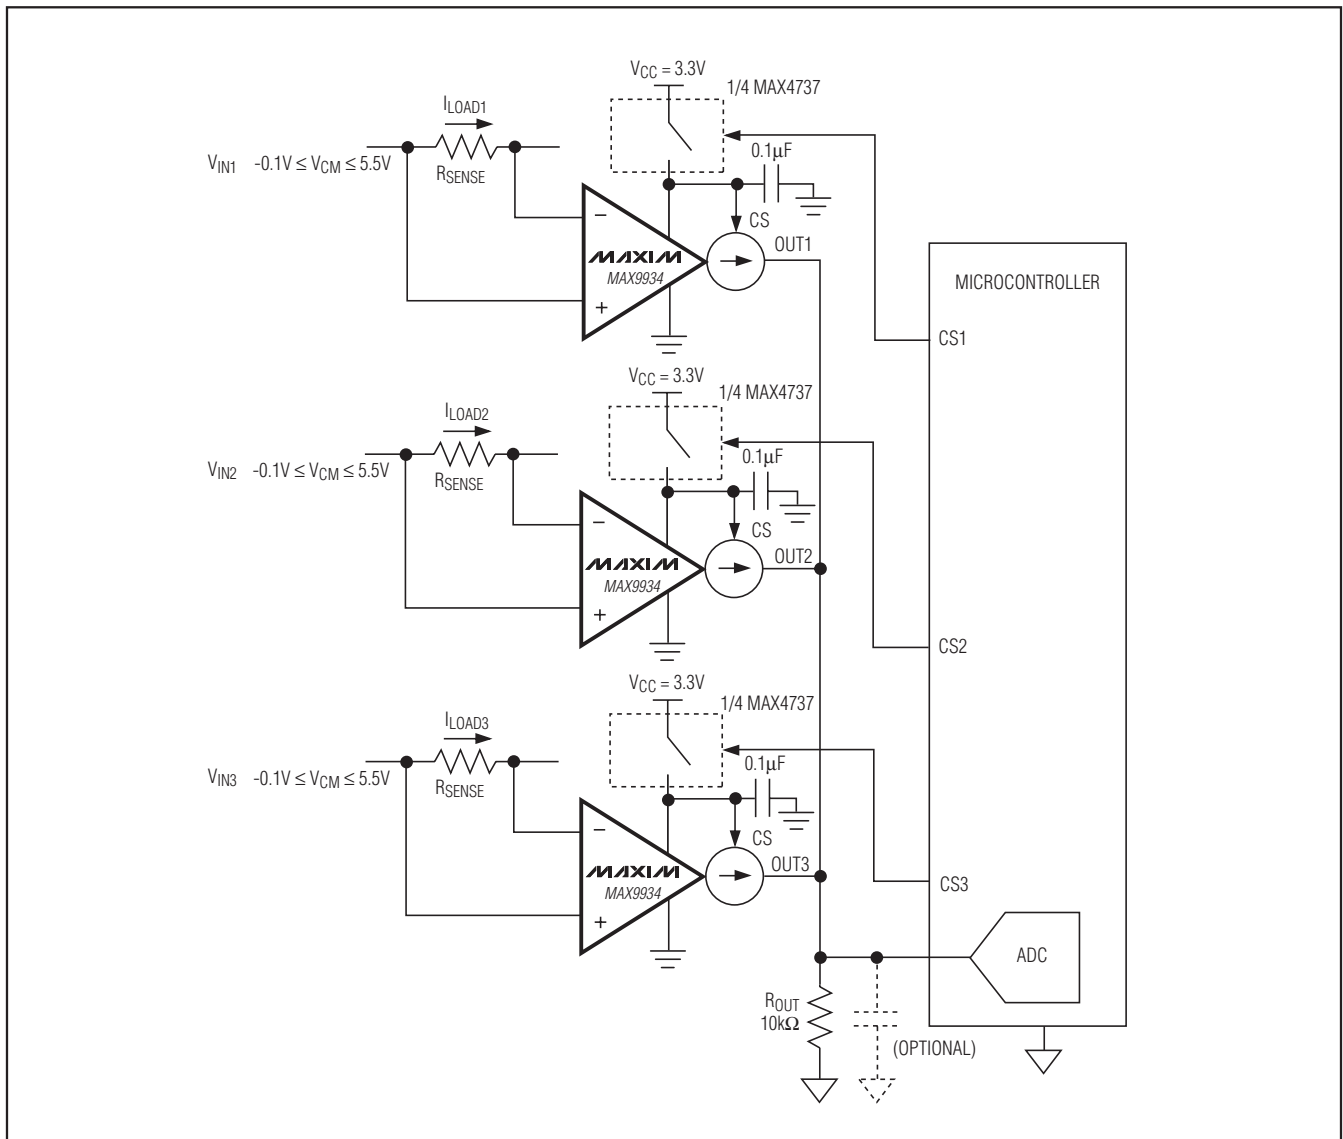 VCC = 3.3V
1/4 MAX4737
ILOAD1
0.1µF
VIN1 -0.1V ≤ VCM ≤ 5.5V
RSENSE
CS
−
OUT1
MAXIM
MAX9934
+
MICROCONTROLLER
CS1
VCC = 3.3V
1/4 MAX4737
ILOAD2
0.1µF
VIN2 -0.1V ≤ VCM ≤ 5.5V
RSENSE
CS
−
OUT2
MAXIM
MAX9934
+
CS2
VCC = 3.3V
1/4 MAX4737
ILOAD3
0.1µF
VIN3 -0.1V ≤ VCM ≤ 5.5V
RSENSE
CS
−
OUT3
MAXIM
MAX9934
+
CS3
ADC
ROUT
10kΩ
(OPTIONAL)